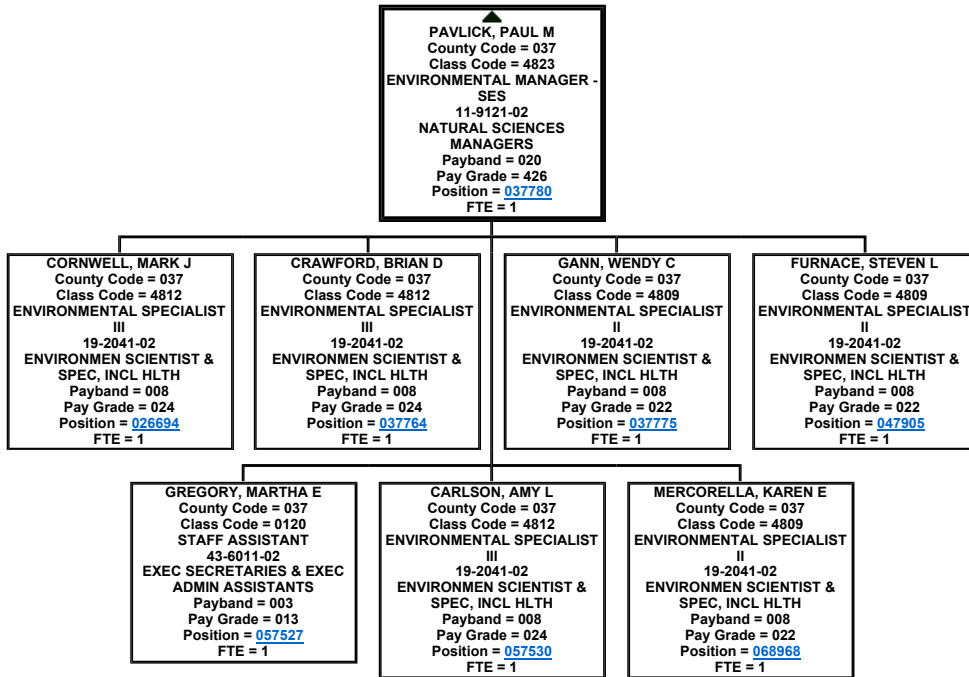 PAVLICK, PAUL M
County Code = 037
Class Code = 4823
ENVIRONMENTAL MANAGER -
SES
11-9121-02
NATURAL SCIENCES
MANAGERS
Payband = 020
Pay Grade = 426
Position = 037780
FTE = 1
CORNWELL, MARK J
County Code = 037
Class Code = 4812
ENVIRONMENTAL SPECIALIST
III
19-2041-02
ENVIRONMEN SCIENTIST &
SPEC, INCL HLTH
Payband = 008
Pay Grade = 024
Position = 026694
FTE = 1
CRAWFORD, BRIAN D
County Code = 037
Class Code = 4812
ENVIRONMENTAL SPECIALIST
III
19-2041-02
ENVIRONMEN SCIENTIST &
SPEC, INCL HLTH
Payband = 008
Pay Grade = 024
Position = 037764
FTE = 1
GANN, WENDY C
County Code = 037
Class Code = 4809
ENVIRONMENTAL SPECIALIST
II
19-2041-02
ENVIRONMEN SCIENTIST &
SPEC, INCL HLTH
Payband = 008
Pay Grade = 022
Position = 037775
FTE = 1
FURNACE, STEVEN L
County Code = 037
Class Code = 4809
ENVIRONMENTAL SPECIALIST
II
19-2041-02
ENVIRONMEN SCIENTIST &
SPEC, INCL HLTH
Payband = 008
Pay Grade = 022
Position = 047905
FTE = 1
GREGORY, MARTHA E
County Code = 037
Class Code = 0120
STAFF ASSISTANT
43-6011-02
EXEC SECRETARIES & EXEC
ADMIN ASSISTANTS
Payband = 003
Pay Grade = 013
Position = 057527
FTE = 1
CARLSON, AMY L
County Code = 037
Class Code = 4812
ENVIRONMENTAL SPECIALIST
III
19-2041-02
ENVIRONMEN SCIENTIST &
SPEC, INCL HLTH
Payband = 008
Pay Grade = 024
Position = 057530
FTE = 1
MERCORELLA, KAREN E
County Code = 037
Class Code = 4809
ENVIRONMENTAL SPECIALIST
II
19-2041-02
ENVIRONMEN SCIENTIST &
SPEC, INCL HLTH
Payband = 008
Pay Grade = 022
Position = 068968
FTE = 1